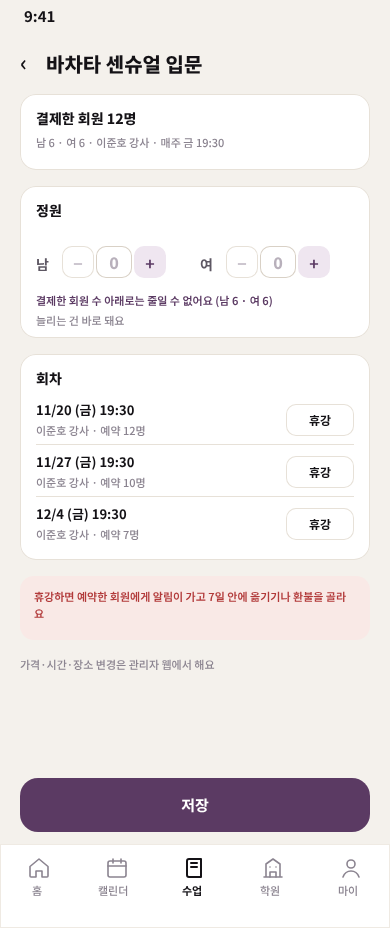 9:41
‹ 바차타 센슈얼 입문
결제한 회원 12명
남 6 · 여 6 · 이준호 강사 · 매주 금 19:30
정원
남 − 0 + 여 − 0 +
결제한 회원 수 아래로는 줄일 수 없어요 (남 6 · 여 6)
늘리는 건 바로 돼요
회차
11/20 (금) 19:30
이준호 강사 · 예약 12명
휴강
11/27 (금) 19:30
이준호 강사 · 예약 10명
휴강
12/4 (금) 19:30
이준호 강사 · 예약 7명
휴강
휴강하면 예약한 회원에게 알림이 가고 7일 안에 옮기기나 환불을 골라
요
가격·시간·장소 변경은 관리자 웹에서 해요
저장
홈 캘린더 수업 학원 마이